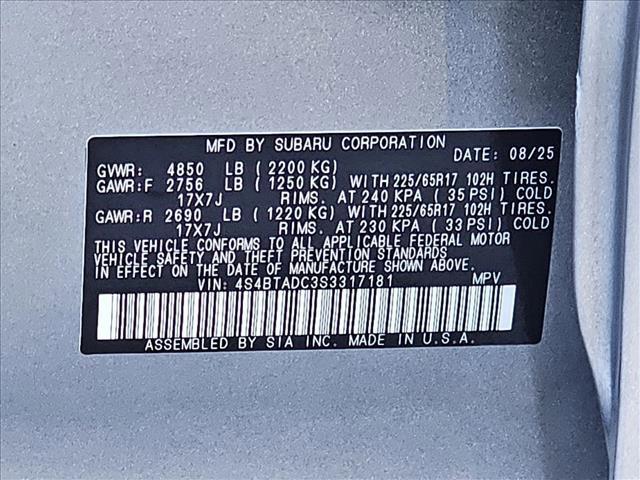 MFD BY SUBARU CORPORATION
DATE: 08/25
GVWR: 4850 LB (2200 KG)
GAWR:F 2756 LB (1250 KG) WITH 225/65R17 102H TIRES.
17X7J RIMS. AT 240 KPA (35 PSI) COLD
GAWR:R 2690 LB (1220 KG) WITH 225/65R17 102H TIRES.
17X7J RIMS. AT 230 KPA (33 PSI) COLD
THIS VEHICLE CONFORMS TO ALL APPLICABLE FEDERAL MOTOR
VEHICLE SAFETY AND THEFT PREVENTION STANDARDS
IN EFFECT ON THE DATE OF MANUFACTURE SHOWN ABOVE.
VIN: 4S4BTADC3S3317181 MPV
ASSEMBLED BY SIA INC. MADE IN U.S.A.